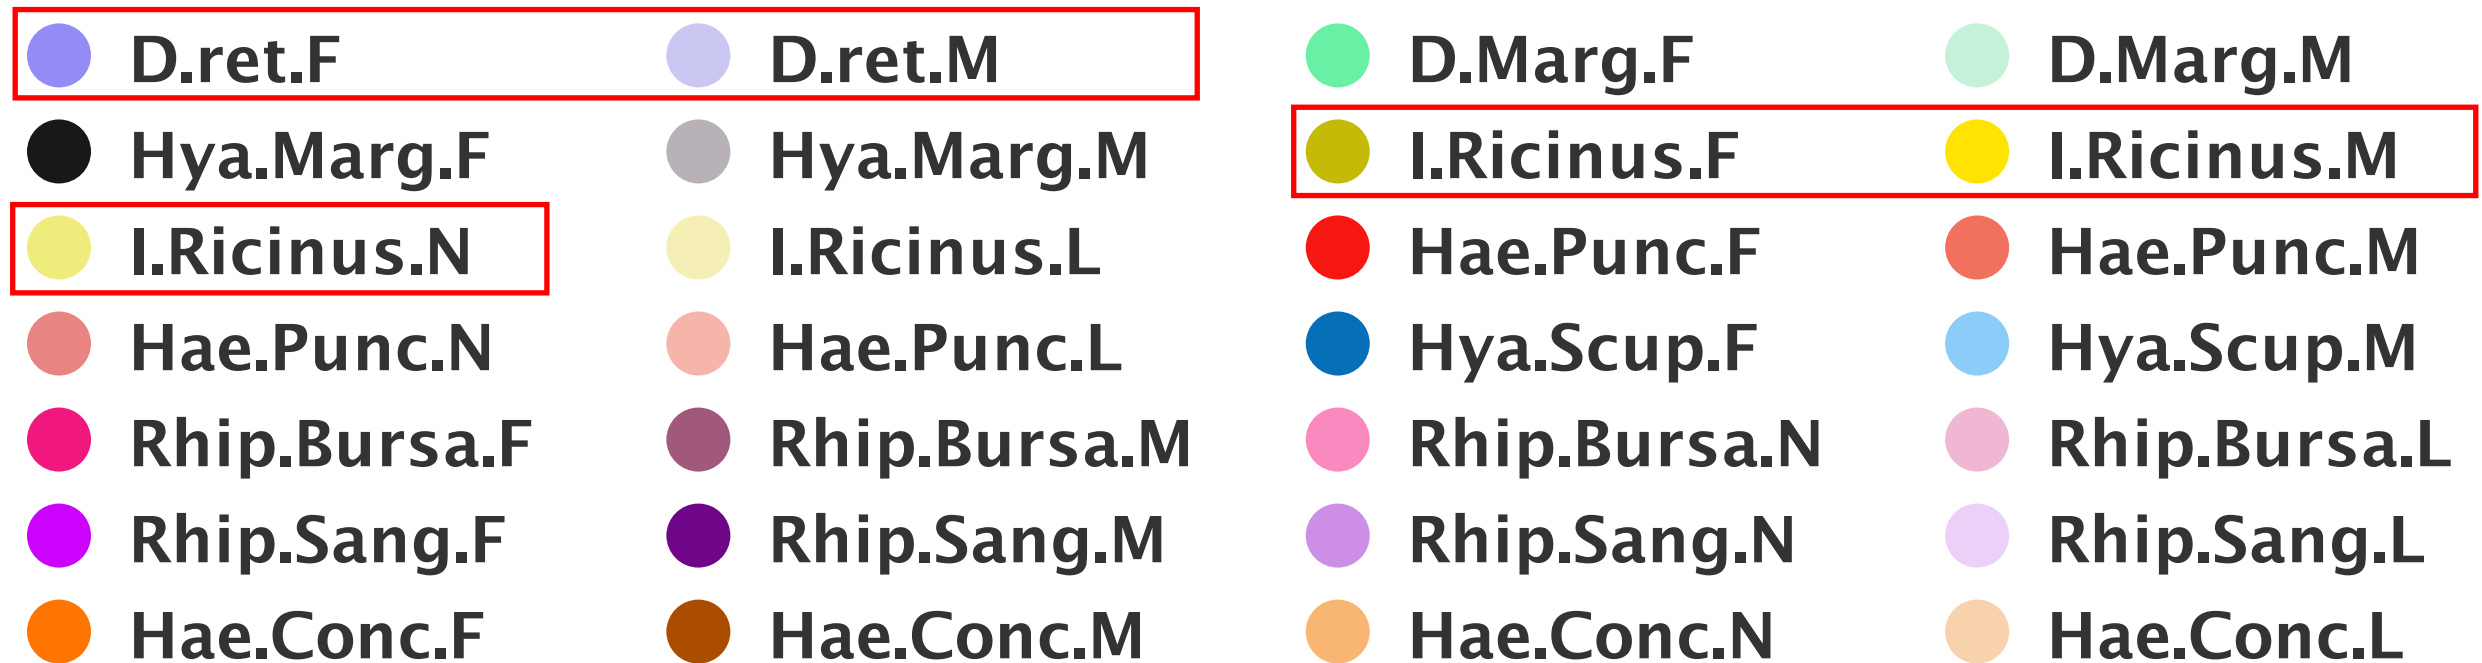 D.ret.F D.ret.M D.Marg.F D.Marg.M
Hya.Marg.F Hya.Marg.M I.Ricinus.F I.Ricinus.M
I.Ricinus.N I.Ricinus.L Hae.Punc.F Hae.Punc.M
Hae.Punc.N Hae.Punc.L Hya.Scup.F Hya.Scup.M
Rhip.Bursa.F Rhip.Bursa.M Rhip.Bursa.N Rhip.Bursa.L
Rhip.Sang.F Rhip.Sang.M Rhip.Sang.N Rhip.Sang.L
Hae.Conc.F Hae.Conc.M Hae.Conc.N Hae.Conc.L